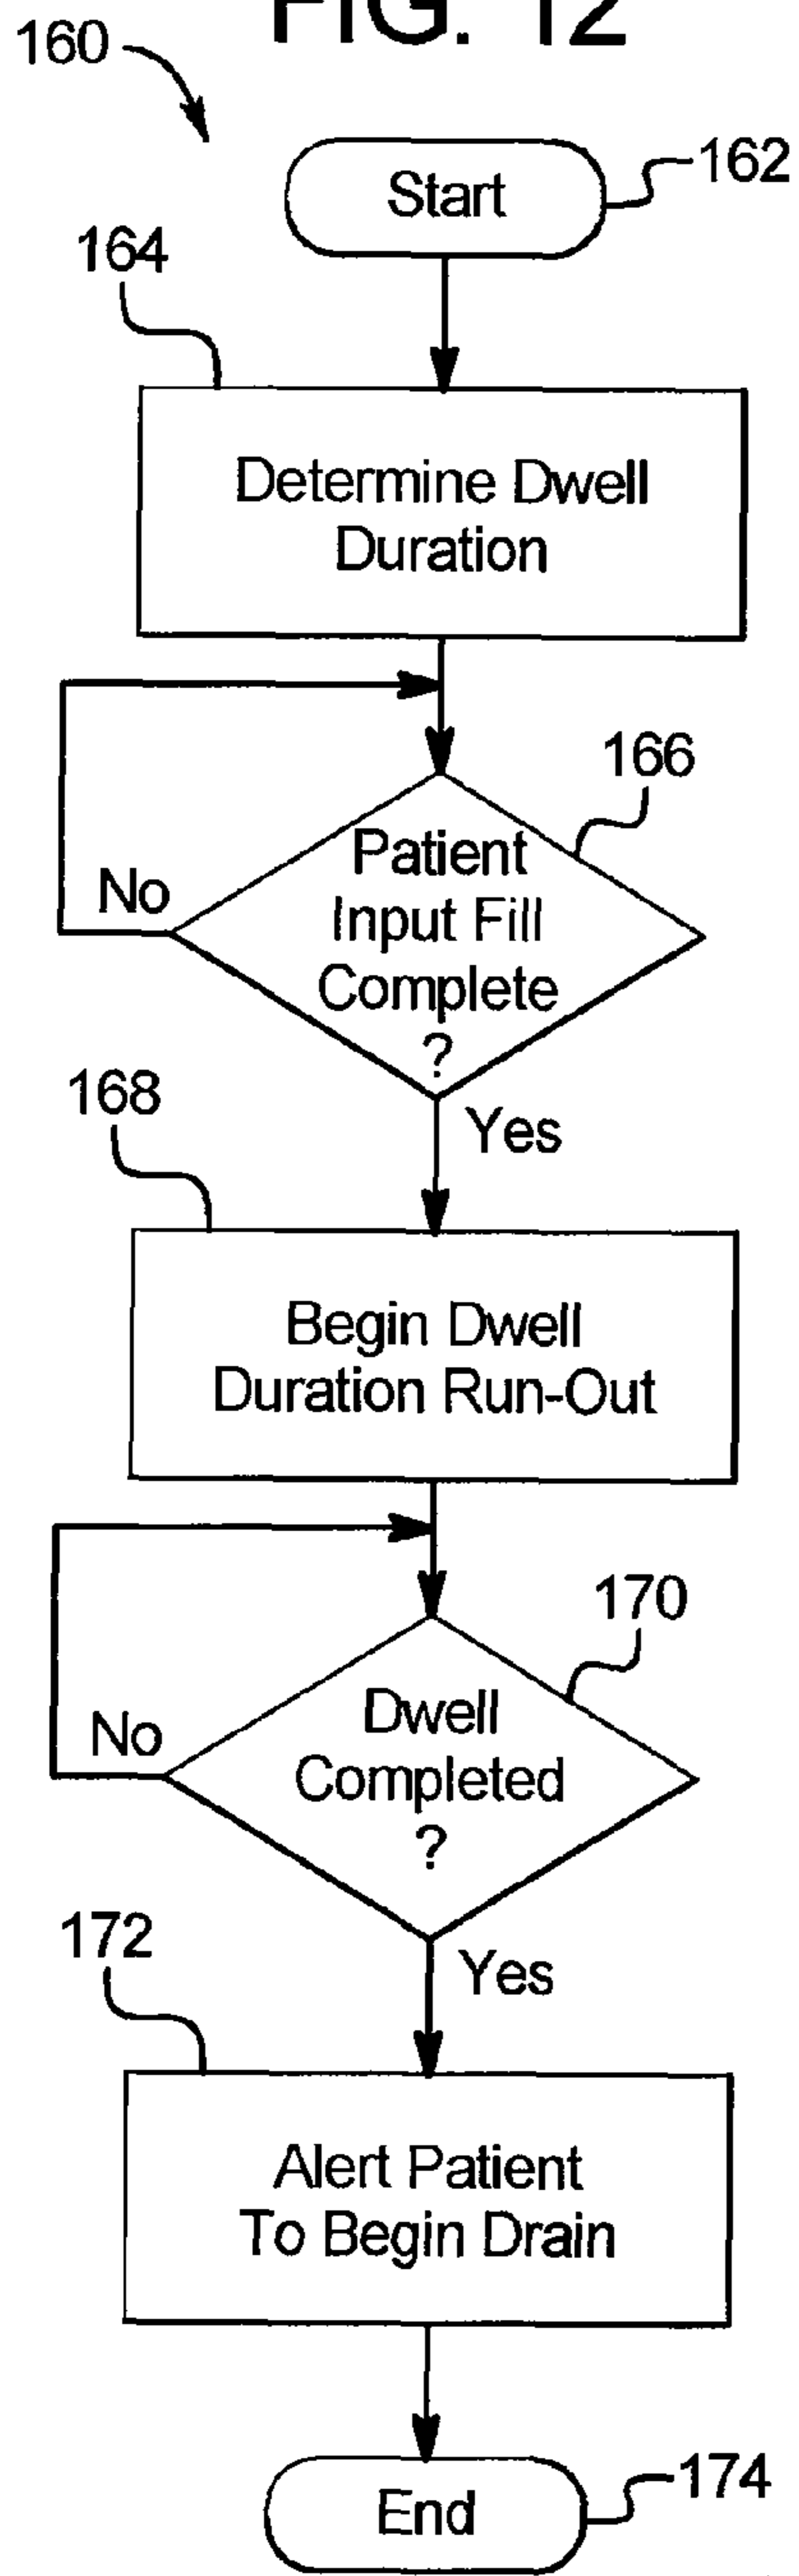 FIG. 12
160
Start
162
164
Determine Dwell
Duration
166
Patient
Input Fill
Complete
?
No
Yes
168
Begin Dwell
Duration Run-Out
170
Dwell
Completed
?
No
Yes
172
Alert Patient
To Begin Drain
End
174